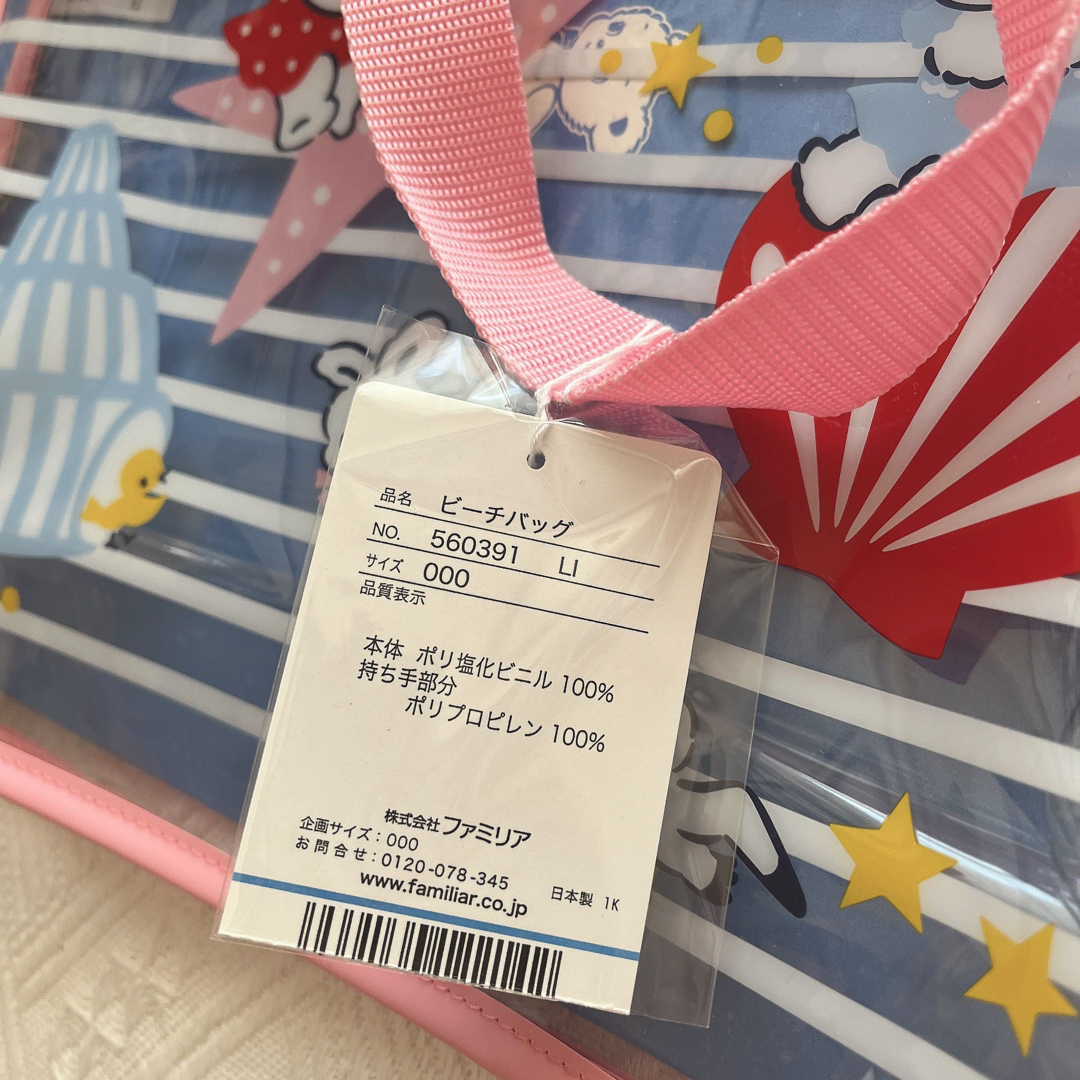 品名 ビーチバッグ
NO. 560391 LI
サイズ 000
品質表示
本体 ポリ塩化ビニル 100%
持ち手部分
ポリプロピレン 100%
株式会社ファミリア
企画サイズ：000
お問合せ：0120-078-345
www.familiar.co.jp
日本製 1K